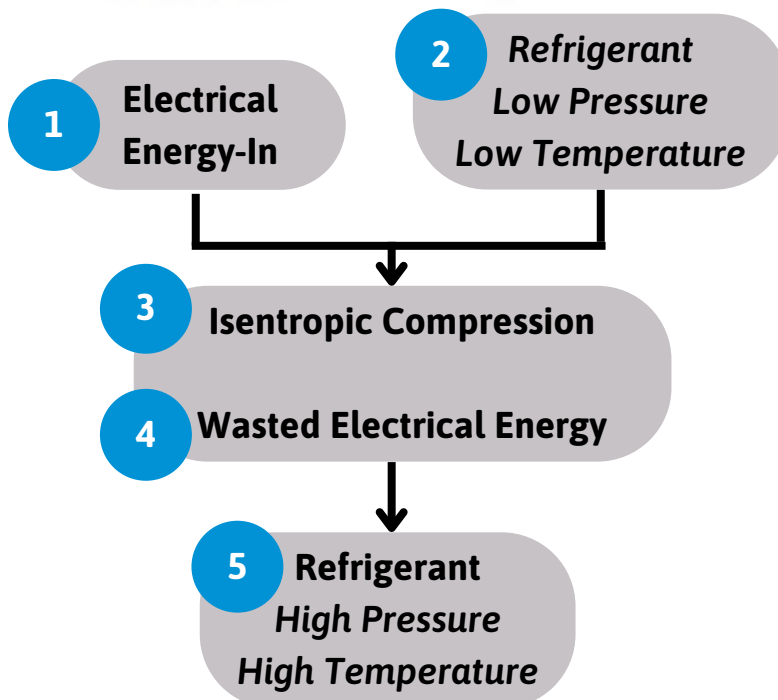 1
Electrical
Energy-In
2
Refrigerant
Low Pressure
Low Temperature
3
Isentropic Compression
4
Wasted Electrical Energy
5
Refrigerant
High Pressure
High Temperature